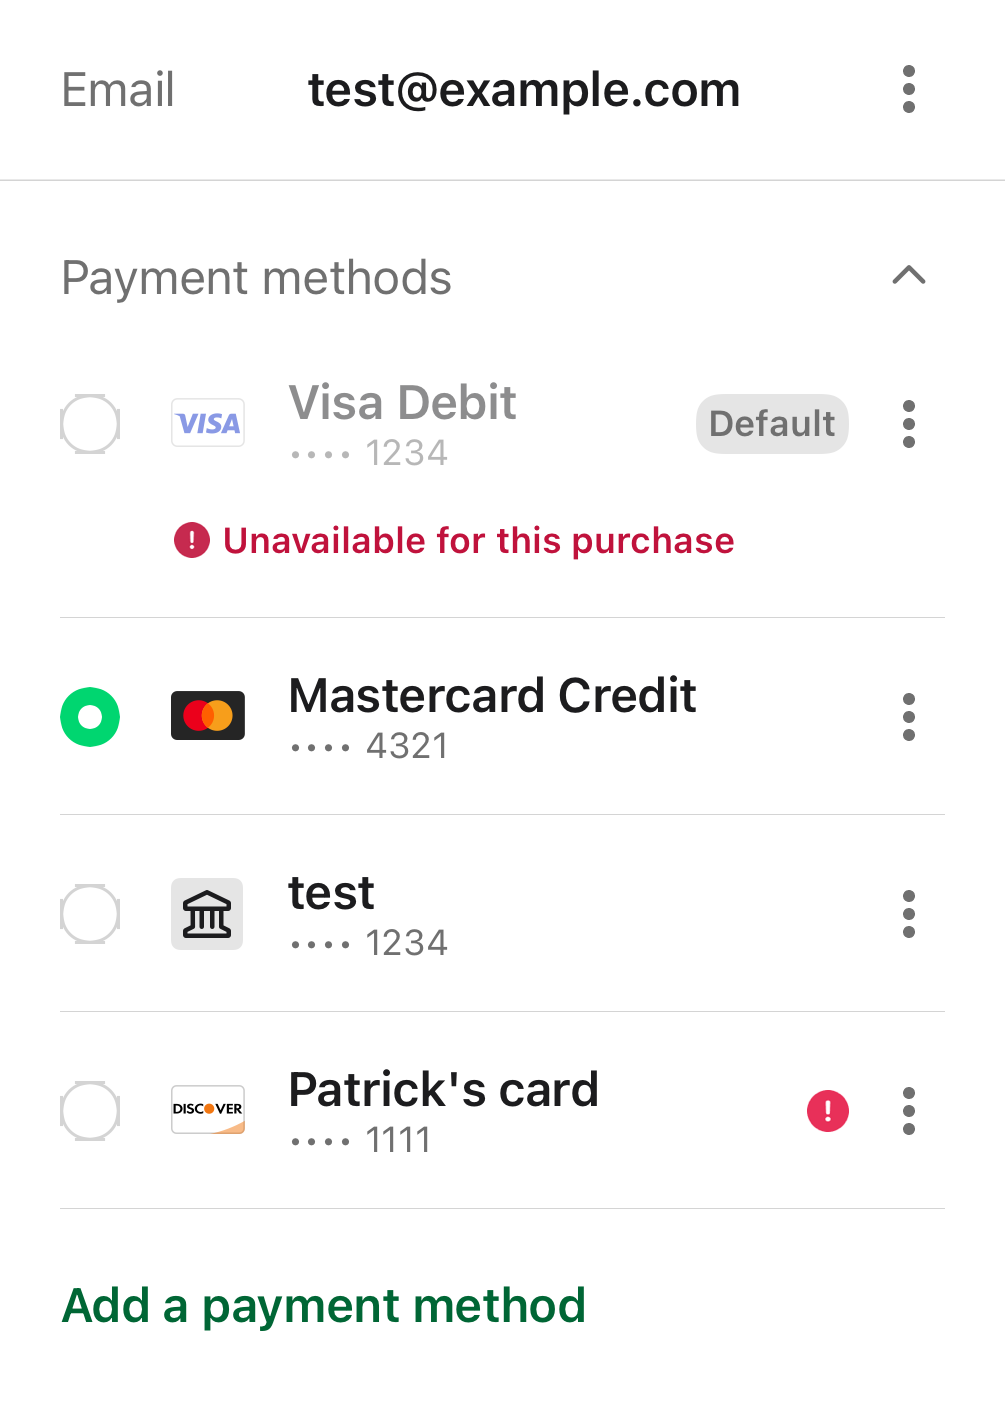 Email test@example.com
Payment methods
VISA Visa Debit Default
•••• 1234
! Unavailable for this purchase
Mastercard Credit
•••• 4321
test
•••• 1234
DISCOVER Patrick's card !
•••• 1111
Add a payment method